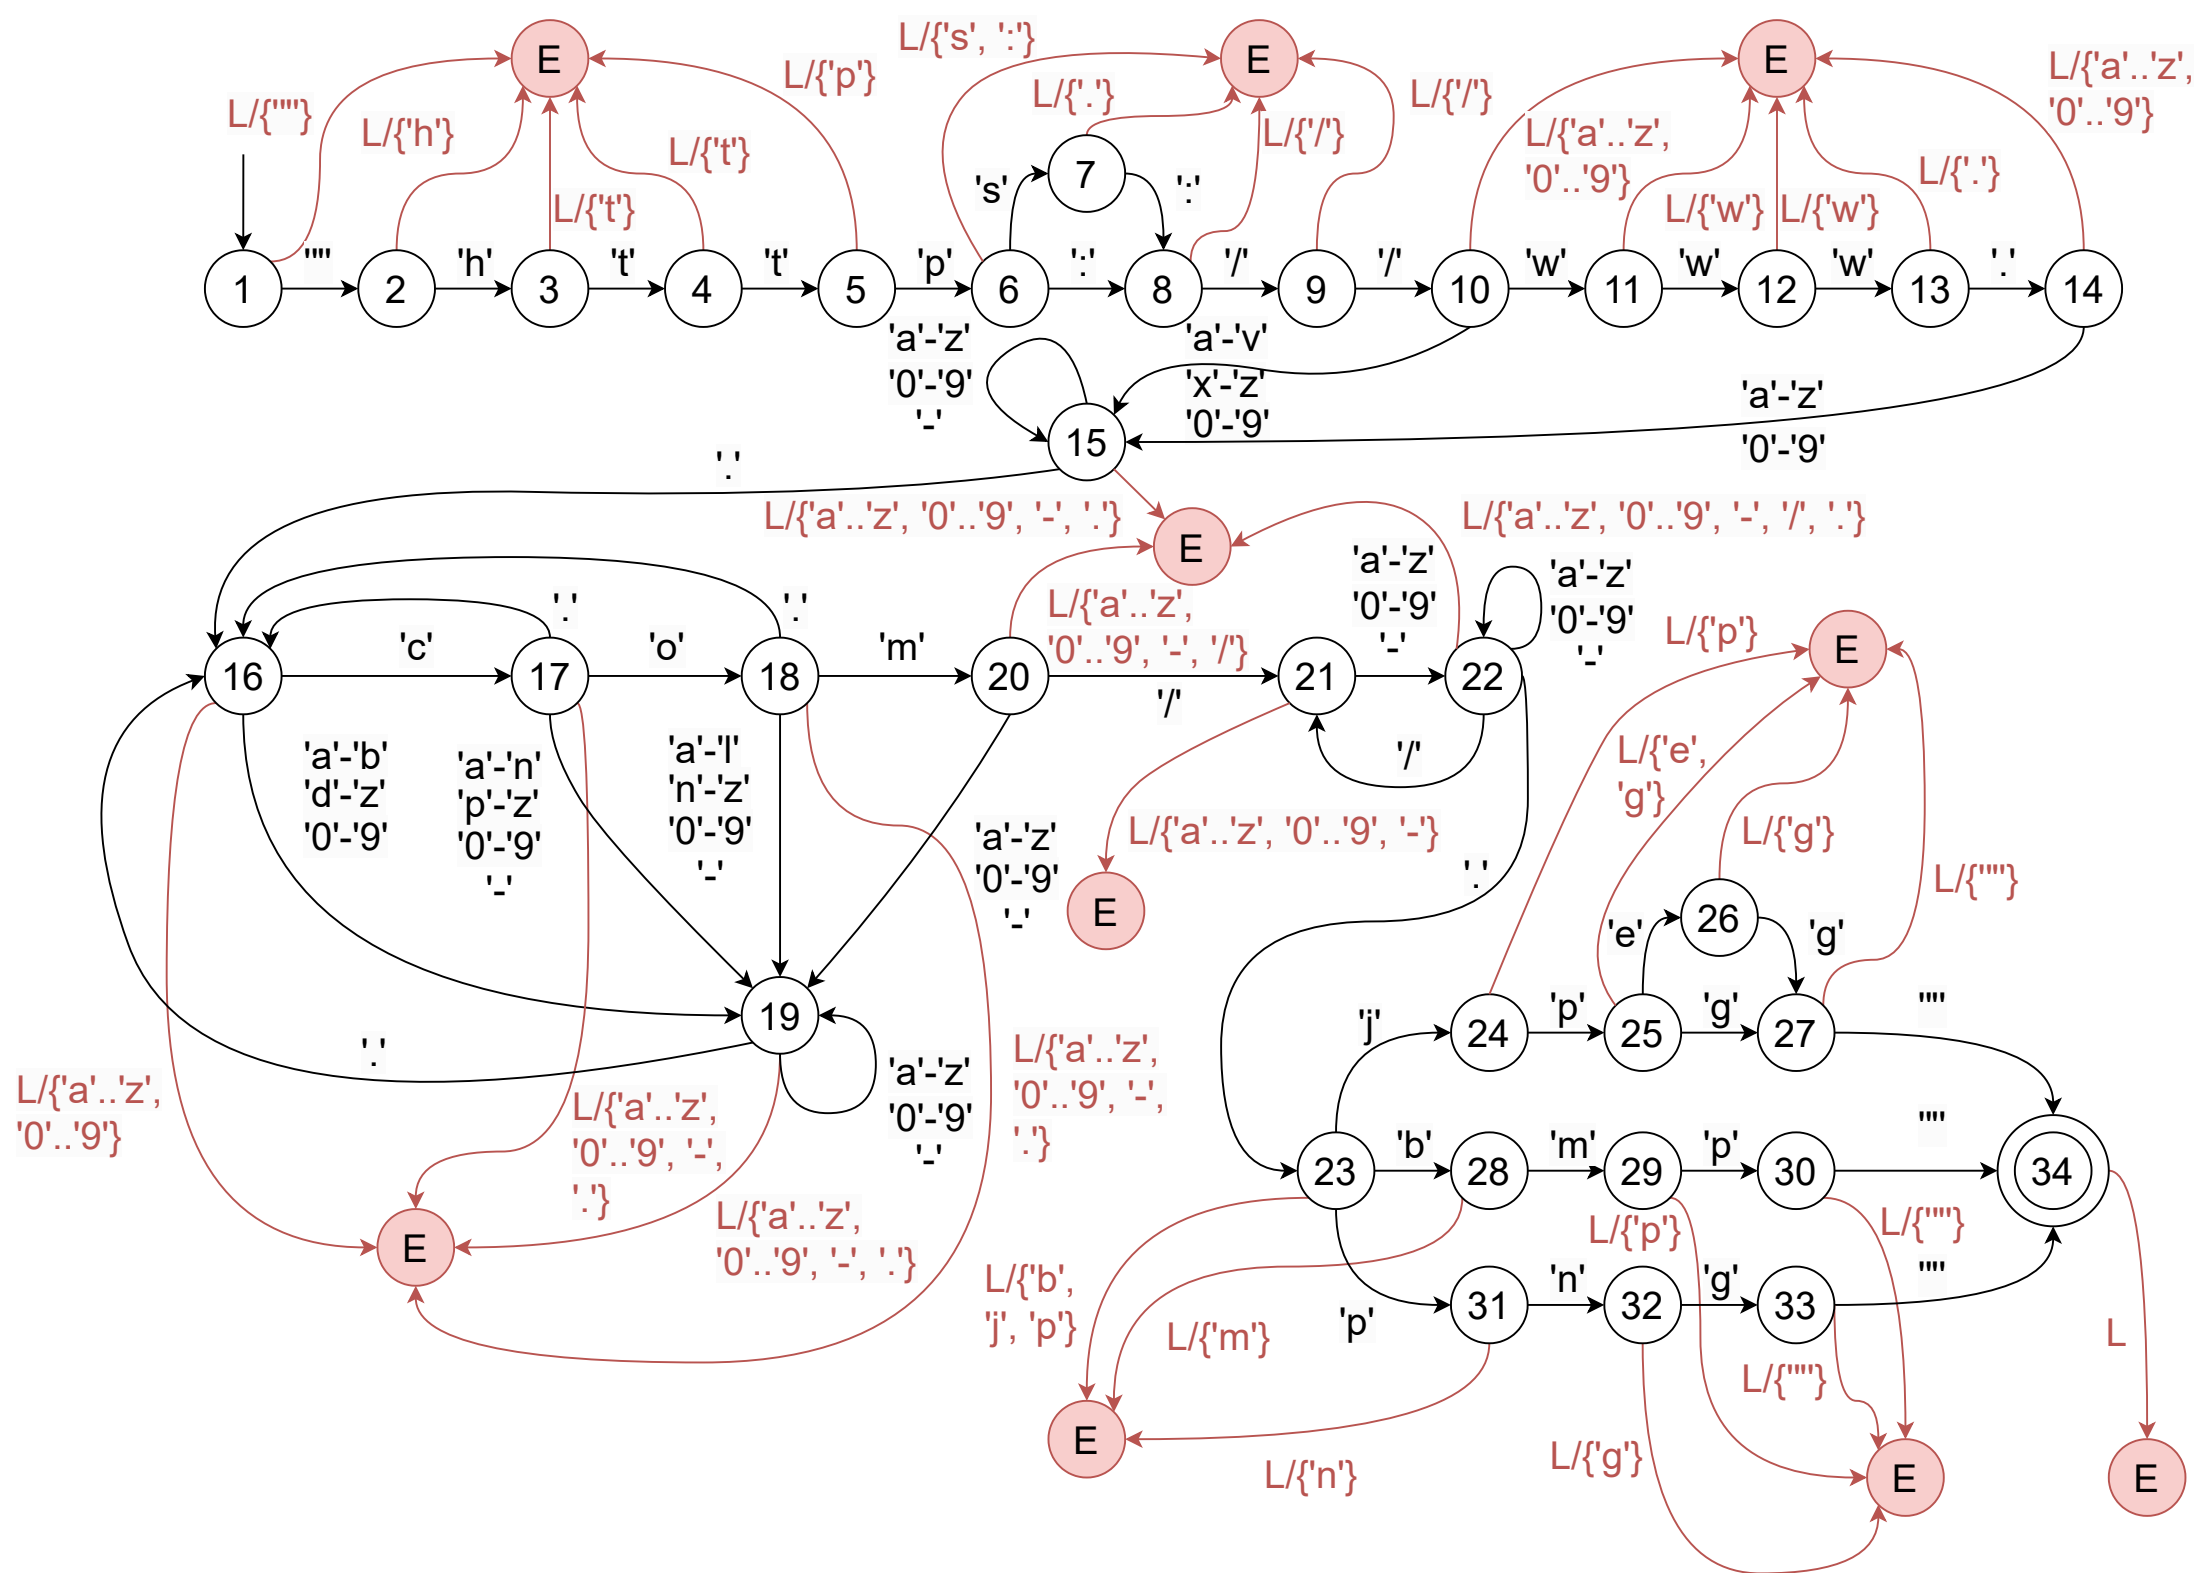 E
E
E
L/{'s', ':'}
L/{'p'}
L/{'a'..'z',
'0'..'9'}
L/{""}
L/{'h'}
L/{'t'}
L/{'t'}
L/{'.'}
L/{'/'}
L/{'/'}
L/{'a'..'z',
'0'..'9'}
L/{'w'}
L/{'w'}
L/{'.'}
's'
7
':'
1
""
2
'h'
3
't'
4
't'
5
'p'
6
':'
8
'/'
9
'/'
10
'w'
11
'w'
12
'w'
13
'.'
14
'a'-'z'
'0'-'9'
'-'
'a'-'v'
'x'-'z'
'0'-'9'
'a'-'z'
'0'-'9'
15
'.'
L/{'a'..'z', '0'..'9', '-', '.'}
E
L/{'a'..'z', '0'..'9', '-', '/', '.'}
'.'
'.'
L/{'a'..'z',
'0'..'9', '-', '/'}
'a'-'z'
'0'-'9'
'-'
'a'-'z'
'0'-'9'
'-'
16
'c'
17
'o'
18
'm'
20
'/'
21
22
'/'
L/{'p'}
E
L/{'e',
'g'}
'a'-'b'
'd'-'z'
'0'-'9'
'a'-'n'
'p'-'z'
'0'-'9'
'-'
'a'-'l'
'n'-'z'
'0'-'9'
'-'
'a'-'z'
'0'-'9'
'-'
L/{'a'..'z', '0'..'9', '-'}
E
'.'
L/{'g'}
L/{""}
'e'
26
'g'
19
'.'
'a'-'z'
'0'-'9'
'-'
L/{'a'..'z',
'0'..'9', '-',
'.'}
'j'
24
'p'
25
'g'
27
""
L/{'a'..'z',
'0'..'9'}
L/{'a'..'z',
'0'..'9', '-',
'.'}
L/{'a'..'z',
'0'..'9', '-', '.'}
E
23
'b'
28
'm'
29
'p'
30
""
34
L/{'b',
'j', 'p'}
'p'
31
'n'
32
'g'
33
""
L/{'p'}
L/{""}
L/{'m'}
L/{""}
L
E
L/{'n'}
L/{'g'}
E
E